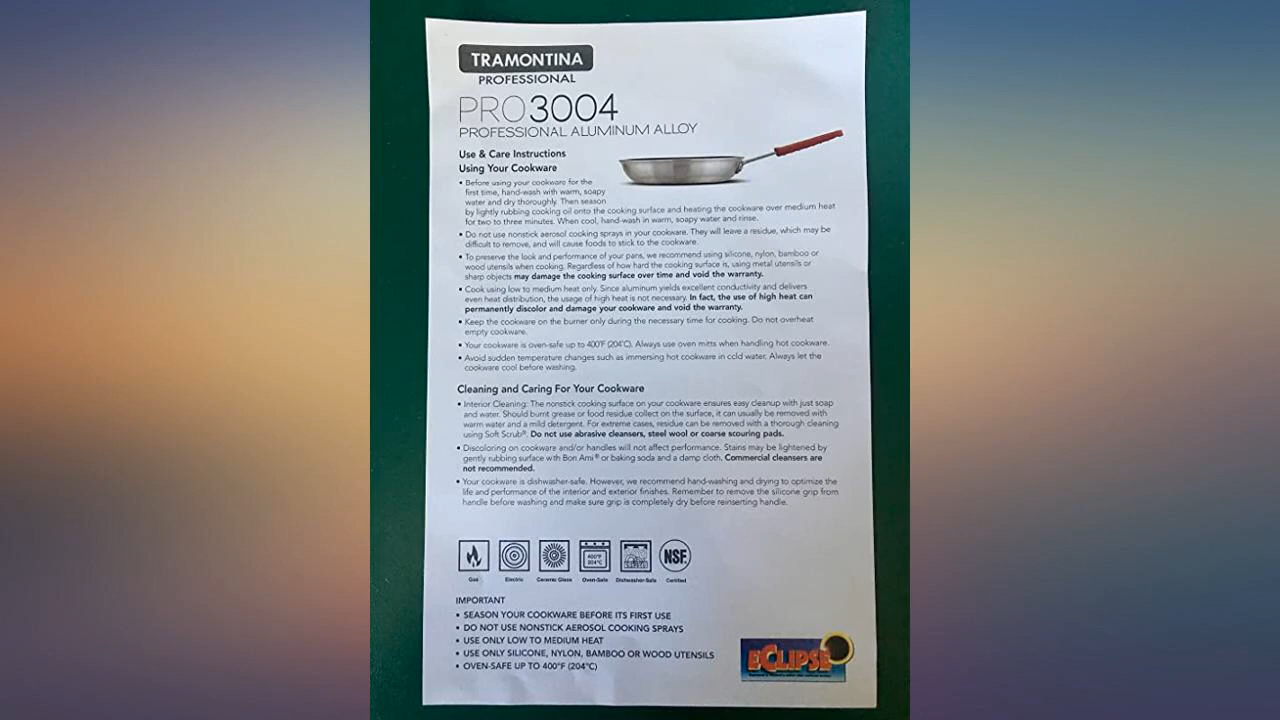 TRAMONTINA
PROFESSIONAL
PRO3004
PROFESSIONAL ALUMINUM ALLOY
Use & Care Instructions
Using Your Cookware
• Before using your cookware for the
first time, hand-wash with warm, soapy
water and dry thoroughly. Then season
by lightly rubbing cooking oil onto the cooking surface and heating the cookware over medium heat
for two to three minutes. When cool, hand-wash in warm, soapy water and rinse.
• Do not use nonstick aerosol cooking sprays in your cookware. They will leave a residue, which may be
difficult to remove, and will cause foods to stick to the cookware.
• To preserve the look and performance of your pans, we recommend using silicone, nylon, bamboo or
wood utensils when cooking. Regardless of how hard the cooking surface is, using metal utensils or
sharp objects may damage the cooking surface over time and void the warranty.
• Cook using low to medium heat only. Since aluminum yields excellent conductivity and delivers
even heat distribution, the usage of high heat is not necessary. In fact, the use of high heat can
permanently discolor and damage your cookware and void the warranty.
• Keep the cookware on the burner only during the necessary time for cooking. Do not overheat
empty cookware.
• Your cookware is oven-safe up to 400°F (204°C). Always use oven mitts when handling hot cookware.
• Avoid sudden temperature changes such as immersing hot cookware in cold water. Always let the
cookware cool before washing.
Cleaning and Caring For Your Cookware
• Interior Cleaning: The nonstick cooking surface on your cookware ensures easy cleanup with just soap
and water. Should burnt grease or food residue collect on the surface, it can usually be removed with
warm water and a mild detergent. For extreme cases, residue can be removed with a thorough cleaning
using Soft Scrub®. Do not use abrasive cleansers, steel wool or coarse scouring pads.
• Discoloring on cookware and/or handles will not affect performance. Stains may be lightened by
gently rubbing surface with Bon Ami® or baking soda and a damp cloth. Commercial cleansers are
not recommended.
• Your cookware is dishwasher-safe. However, we recommend hand-washing and drying to optimize the
life and performance of the interior and exterior finishes. Remember to remove the silicone grip from
handle before washing and make sure grip is completely dry before reinserting handle.
400°F
204°C
NSF
Gas Electric Ceramic Glass Oven-Safe Dishwasher-Safe Certified
IMPORTANT
• SEASON YOUR COOKWARE BEFORE ITS FIRST USE
• DO NOT USE NONSTICK AEROSOL COOKING SPRAYS
• USE ONLY LOW TO MEDIUM HEAT
• USE ONLY SILICONE, NYLON, BAMBOO OR WOOD UTENSILS
• OVEN-SAFE UP TO 400°F (204°C)
ECLIPSE